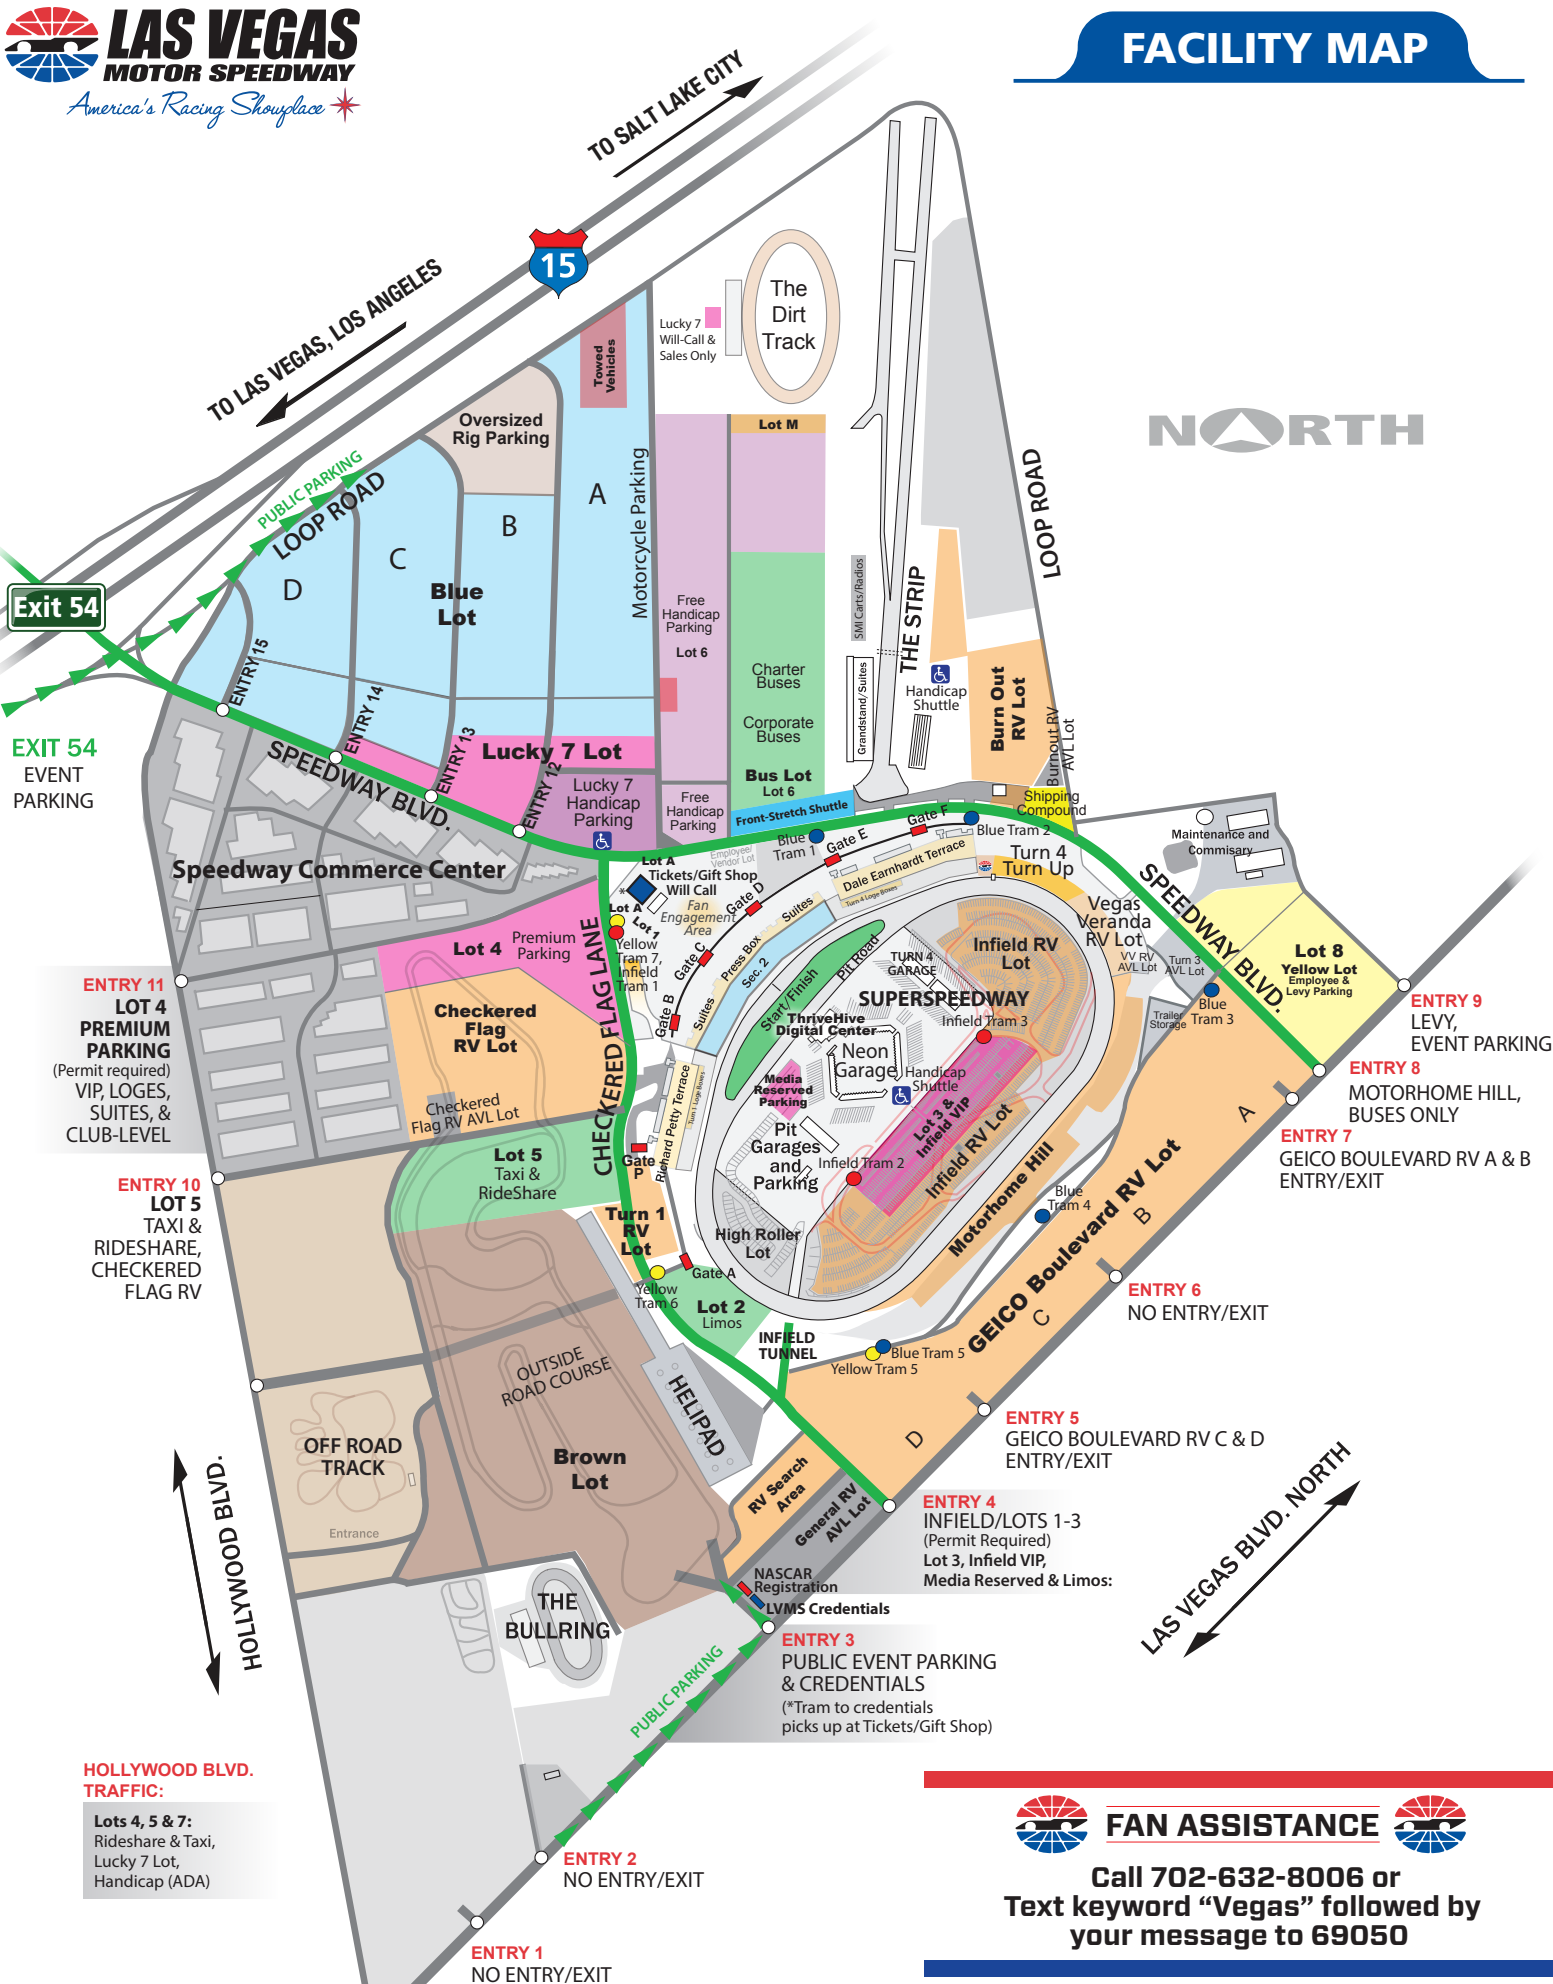 LAS VEGAS
MOTOR SPEEDWAY
America's Racing Showplace
FACILITY MAP
TO SALT LAKE CITY
15
TO LAS VEGAS, LOS ANGELES
NORTH
The
Dirt
Track
Lucky 7
Will-Call &
Sales Only
Towed
Vehicles
Oversized
Rig Parking
Lot M
PUBLIC PARKING
LOOP ROAD
A
B
C
D
Motorcycle Parking
Blue
Lot
LOOP ROAD
Exit 54
SMI Carts/Radios
THE STRIP
Free
Handicap
Parking
Lot 6
Charter
Buses
Corporate
Buses
Bus Lot
Lot 6
Grandstand/Suites
Handicap
Shuttle
Burn Out
RV Lot
Burnout RV
AVL Lot
ENTRY 15
ENTRY 14
ENTRY 13
ENTRY 12
EXIT 54
EVENT
PARKING
SPEEDWAY BLVD.
Lucky 7 Lot
Lucky 7
Handicap
Parking
Free
Handicap
Parking
Front-Stretch Shuttle
Shipping
Compound
Maintenance and
Commisary
Speedway Commerce Center
Employee/
Vendor Lot
Lot A
Tickets/Gift Shop
Will Call
*
Fan
Engagement
Area
Blue
Tram 1
Gate E
Gate F
Blue Tram 2
Dale Earnhardt Terrace
Turn 4 Loge Boxes
Turn 4
Turn Up
SPEEDWAY BLVD.
Gate D
Gate C
Gate B
Suites
Press Box
Suites
Sec. 2
Lot A
Lot 1
Yellow
Tram 7,
Infield
Tram 1
Lot 4
Premium
Parking
CHECKERED FLAG LANE
Vegas
Veranda
RV Lot
VV RV
AVL Lot
Turn 3
AVL Lot
Lot 8
Yellow Lot
Employee &
Levy Parking
Trailer
Storage
Blue
Tram 3
Start/Finish
Pit Road
TURN 4
GARAGE
Infield RV
Lot
SUPERSPEEDWAY
Infield Tram 3
ThriveHive
Digital Center
Neon
Garage
Handicap
Shuttle
Media
Reserved
Parking
Lot 3 &
Infield VIP
Infield RV Lot
Pit
Garages
and
Parking
Infield Tram 2
High Roller
Lot
Motorhome Hill
Blue
Tram 4
GEICO Boulevard RV Lot
A
B
C
D
Checkered
Flag
RV Lot
Checkered
Flag RV AVL Lot
Richard Petty Terrace
Turn 1 Loge Boxes
Gate
P
Lot 5
Taxi &
RideShare
Turn 1
RV
Lot
Gate A
Yellow
Tram 6
Lot 2
Limos
INFIELD
TUNNEL
Blue Tram 5
Yellow Tram 5
ENTRY 11
LOT 4
PREMIUM
PARKING
(Permit required)
VIP, LOGES,
SUITES, &
CLUB-LEVEL
ENTRY 10
LOT 5
TAXI &
RIDESHARE,
CHECKERED
FLAG RV
ENTRY 9
LEVY,
EVENT PARKING
ENTRY 8
MOTORHOME HILL,
BUSES ONLY
ENTRY 7
GEICO BOULEVARD RV A & B
ENTRY/EXIT
ENTRY 6
NO ENTRY/EXIT
ENTRY 5
GEICO BOULEVARD RV C & D
ENTRY/EXIT
OUTSIDE
ROAD COURSE
HELIPAD
OFF ROAD
TRACK
Entrance
Brown
Lot
RV Search
Area
General RV
AVL Lot
ENTRY 4
INFIELD/LOTS 1-3
(Permit Required)
Lot 3, Infield VIP,
Media Reserved & Limos:
HOLLYWOOD BLVD.
LAS VEGAS BLVD. NORTH
NASCAR
Registration
LVMS Credentials
THE
BULLRING
ENTRY 3
PUBLIC EVENT PARKING
& CREDENTIALS
(*Tram to credentials
picks up at Tickets/Gift Shop)
PUBLIC PARKING
HOLLYWOOD BLVD.
TRAFFIC:
Lots 4, 5 & 7:
Rideshare & Taxi,
Lucky 7 Lot,
Handicap (ADA)
ENTRY 2
NO ENTRY/EXIT
ENTRY 1
NO ENTRY/EXIT
FAN ASSISTANCE
Call 702-632-8006 or
Text keyword “Vegas” followed by
your message to 69050